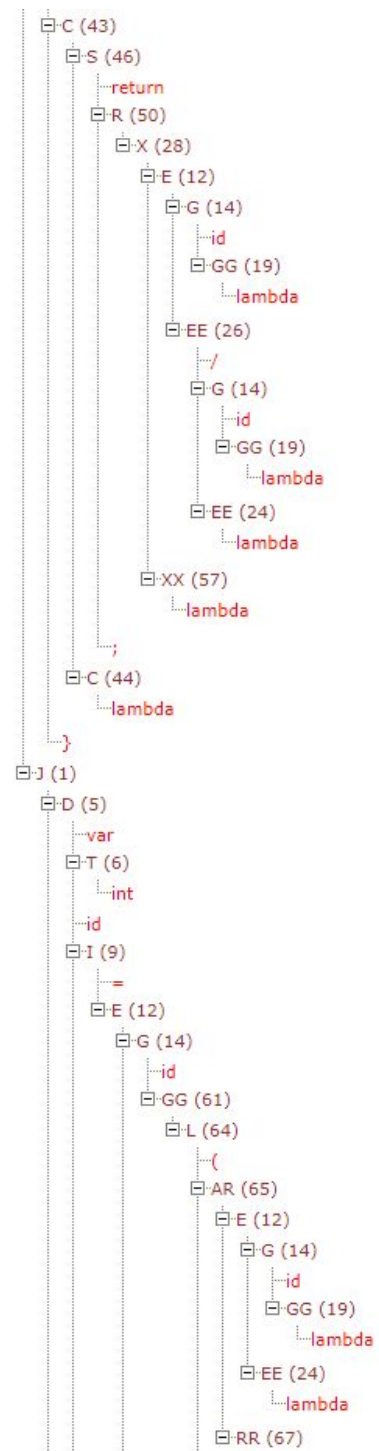 C (43)
S (46)
return
R (50)
X (28)
E (12)
G (14)
id
GG (19)
lambda
EE (26)
/
G (14)
id
GG (19)
lambda
EE (24)
lambda
XX (57)
lambda
;
C (44)
lambda
}
J (1)
D (5)
var
T (6)
int
id
I (9)
=
E (12)
G (14)
id
GG (61)
L (64)
(
AR (65)
E (12)
G (14)
id
GG (19)
lambda
EE (24)
lambda
RR (67)